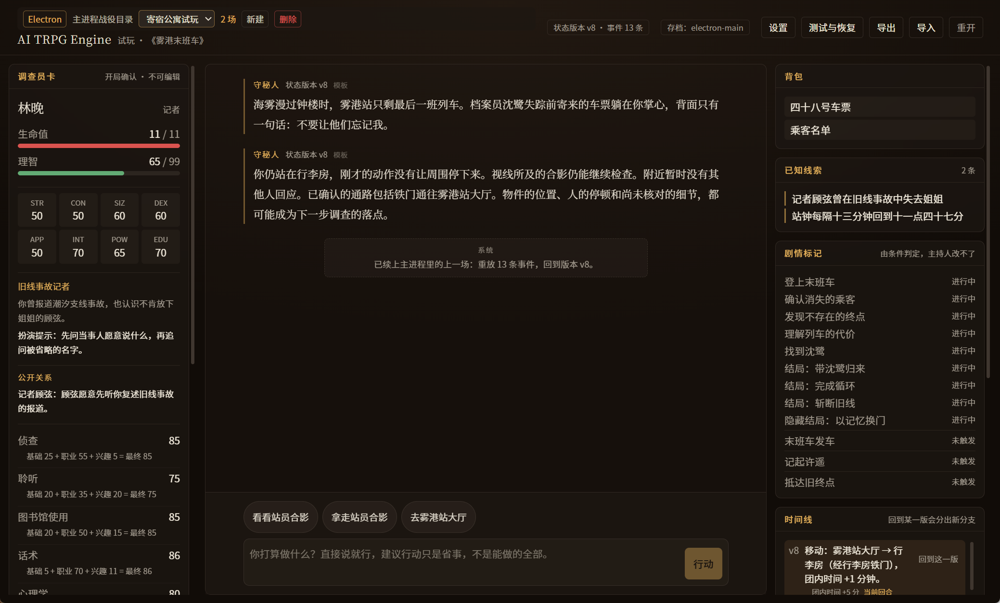 Electron 主进程战役目录 寄宿公寓试玩 2 场 新建 删除
AI TRPG Engine 试玩 · 《雾港末班车》
状态版本 v8 · 事件 13 条 存档：electron-main 设置 测试与恢复 导出 导入 重开
调查员卡 开局确认 · 不可编辑
林晚 记者
生命值 11 / 11
理智 65 / 99
STR CON SIZ DEX
50 50 60 60
APP INT POW EDU
50 70 65 70
旧线事故记者
你曾报道潮汐支线事故，也认识不肯放下
姐姐的顾弦。
扮演提示：先问当事人愿意说什么，再追
问被省略的名字。
公开关系
记者顾弦：顾弦愿意先听你复述旧线事故
的报道。
侦查 85
基础 25 + 职业 55 + 兴趣 5 = 最终 85
聆听 75
基础 20 + 职业 35 + 兴趣 20 = 最终 75
图书馆使用 85
基础 20 + 职业 50 + 兴趣 15 = 最终 85
话术 86
基础 5 + 职业 70 + 兴趣 11 = 最终 86
心理学 80
守秘人 状态版本 v8 模板
海雾漫过钟楼时，雾港站只剩最后一班列车。档案员沈鹭失踪前寄来的车票躺在你掌心，背面只有
一句话：不要让他们忘记我。
守秘人 状态版本 v8 模板
你仍站在行李房，刚才的动作没有让周围停下来。视线所及的合影仍能继续检查。附近暂时没有其
他人回应。已确认的通路包括铁门通往雾港站大厅。物件的位置、人的停顿和尚未核对的细节，都
可能成为下一步调查的落点。
系统
已续上主进程里的上一场：重放 13 条事件，回到版本 v8。
看看站员合影 拿走站员合影 去雾港站大厅
你打算做什么？直接说就行，建议行动只是省事，不是能做的全部。
行动
背包
四十八号车票
乘客名单
已知线索 2 条
记者顾弦曾在旧线事故中失去姐姐
站钟每隔十三分钟回到十一点四十七分
剧情标记 由条件判定，主持人改不了
登上末班车 进行中
确认消失的乘客 进行中
发现不存在的终点 进行中
理解列车的代价 进行中
找到沈鹭 进行中
结局：带沈鹭归来 进行中
结局：完成循环 进行中
结局：斩断旧线 进行中
隐藏结局：以记忆换门 进行中
末班车发车 未触发
记起许遥 未触发
抵达旧终点 未触发
时间线 回到某一版会分出新分支
v8 移动：雾港站大厅 → 行
李房（经行李房铁门），
团内时间 +1 分钟。
回到这一版
团内时间 +5 分 当前回合